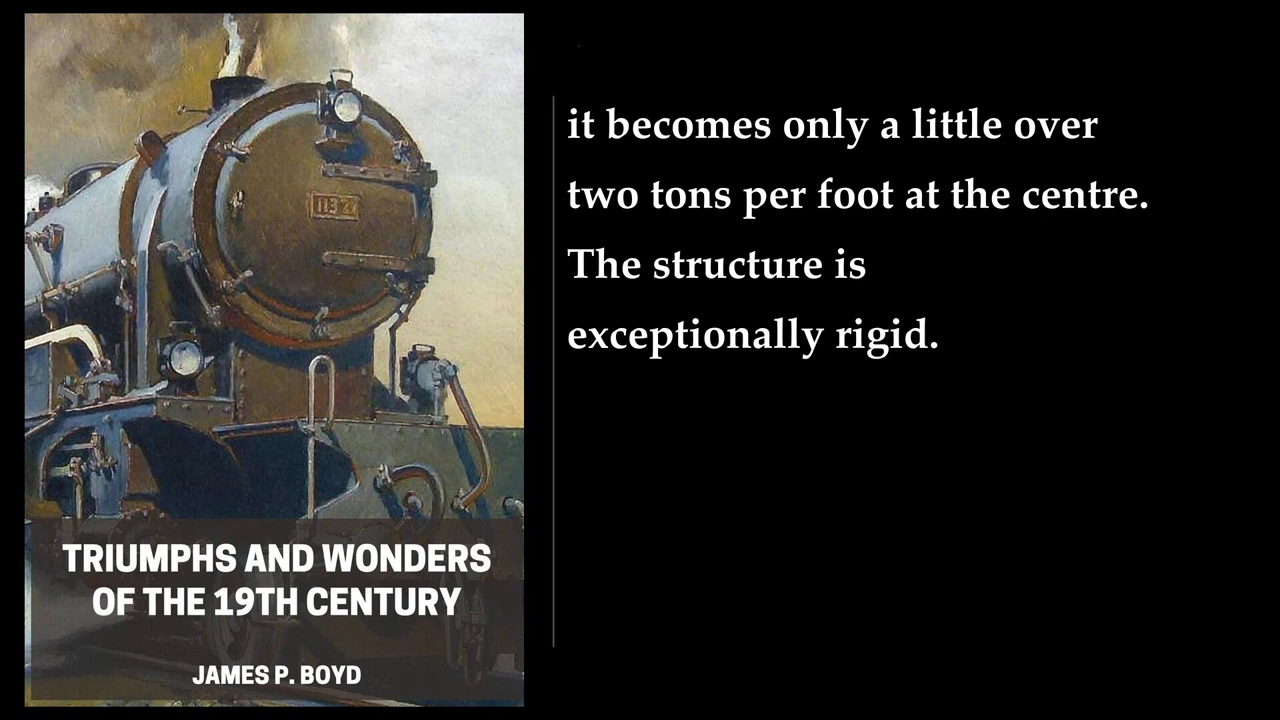 it becomes only a little over
two tons per foot at the centre.
The structure is
exceptionally rigid.
TRIUMPHS AND WONDERS
OF THE 19TH CENTURY
JAMES P. BOYD